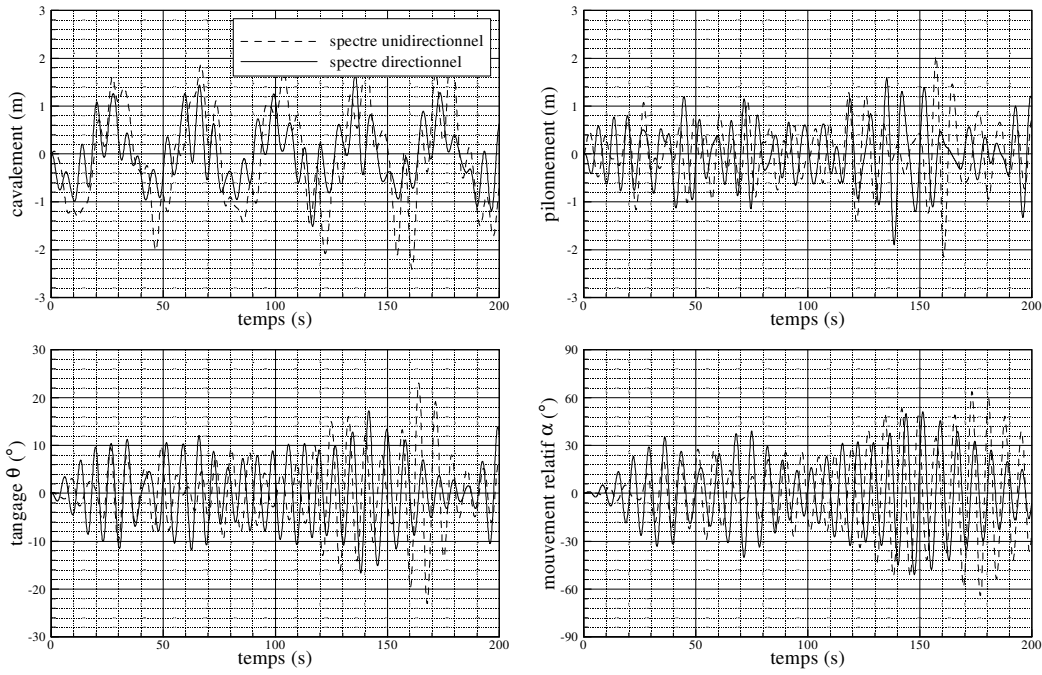 3
2
1
0
-1
-2
-3
cavalement (m)
spectre unidirectionnel
spectre directionnel
0 50 100 150 200
temps (s)
3
2
1
0
-1
-2
-3
pilonnement (m)
0 50 100 150 200
temps (s)
30
20
10
0
-10
-20
-30
tangage θ (°)
0 50 100 150 200
temps (s)
90
60
30
0
-30
-60
-90
mouvement relatif α (°)
0 50 100 150 200
temps (s)